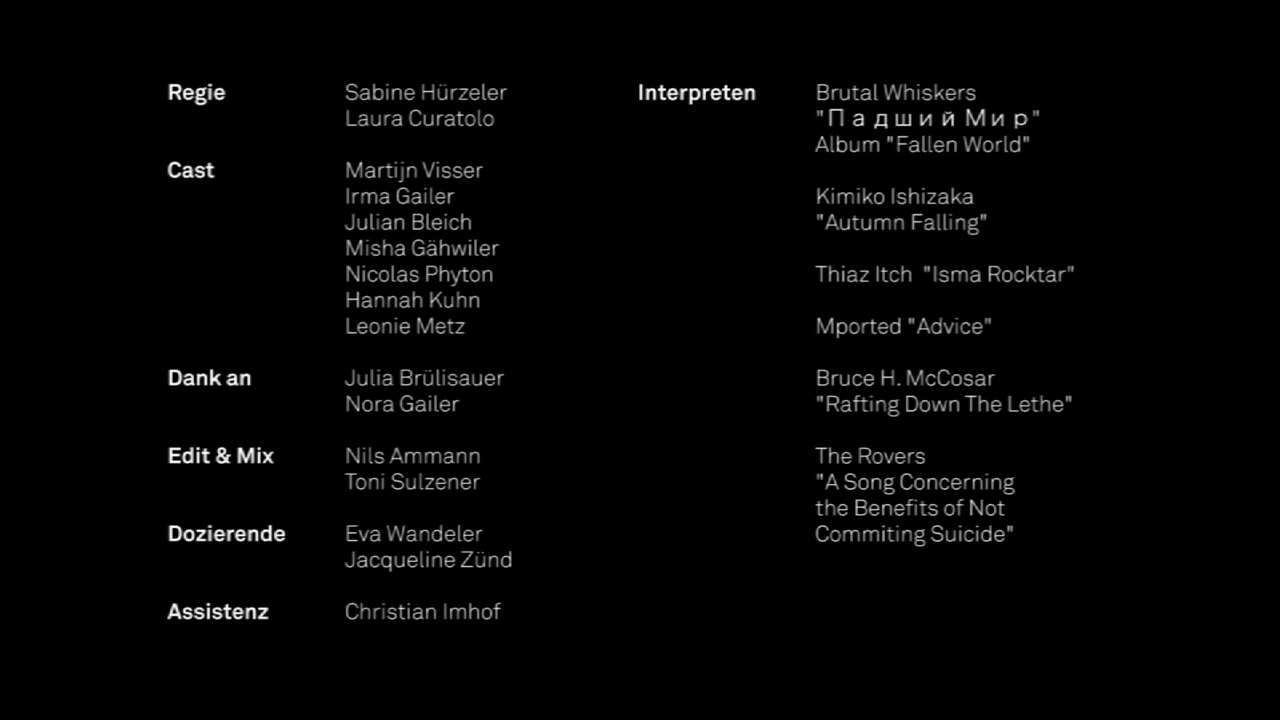 Regie Sabine Hürzeler
Laura Curatolo
Cast Martijn Visser
Irma Gailer
Julian Bleich
Misha Gähwiler
Nicolas Phyton
Hannah Kuhn
Leonie Metz
Dank an Julia Brülisauer
Nora Gailer
Edit & Mix Nils Ammann
Toni Sulzener
Dozierende Eva Wandeler
Jacqueline Zünd
Assistenz Christian Imhof
Interpreten Brutal Whiskers
"Падший Мир"
Album "Fallen World"
Kimiko Ishizaka
"Autumn Falling"
Thiaz Itch "Isma Rocktar"
Mported "Advice"
Bruce H. McCosar
"Rafting Down The Lethe"
The Rovers
"A Song Concerning
the Benefits of Not
Commiting Suicide"